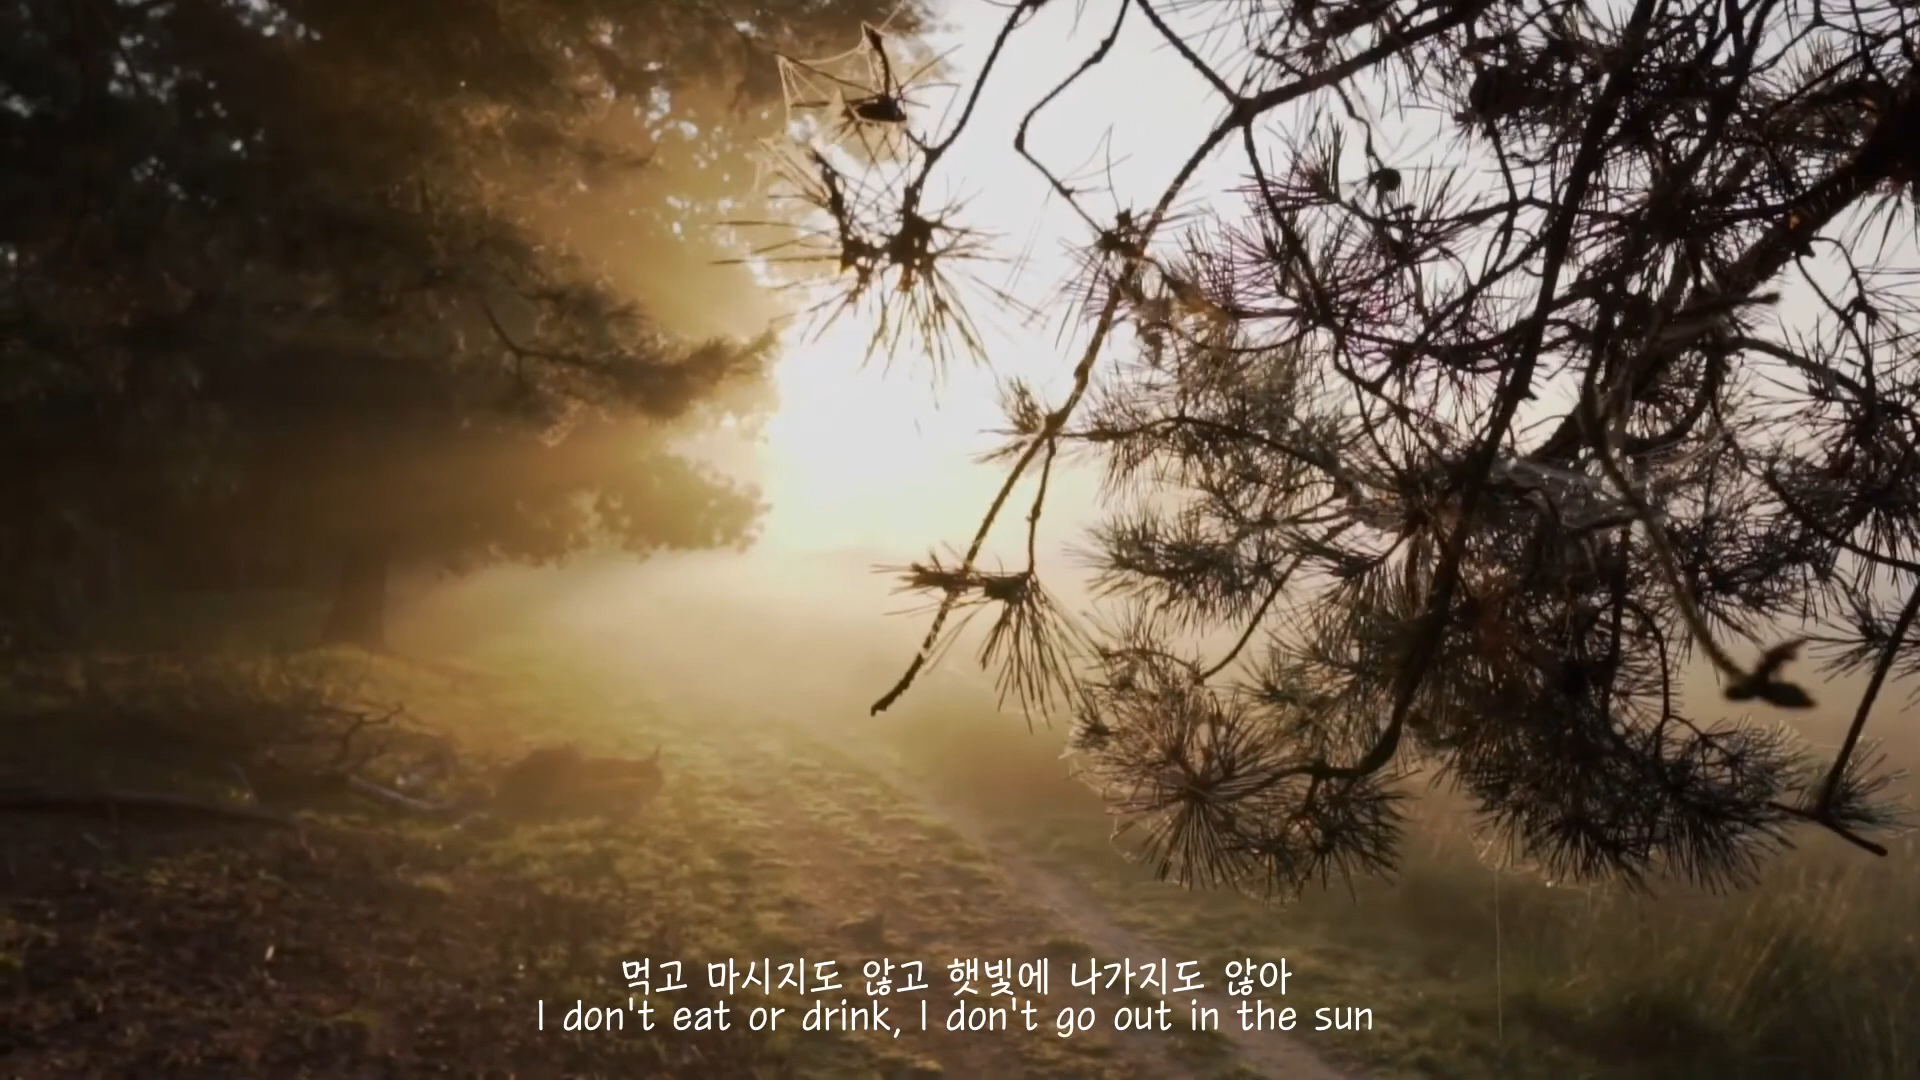 먹고 마시지도 않고 햇빛에 나가지도 않아
I don't eat or drink, I don't go out in the sun